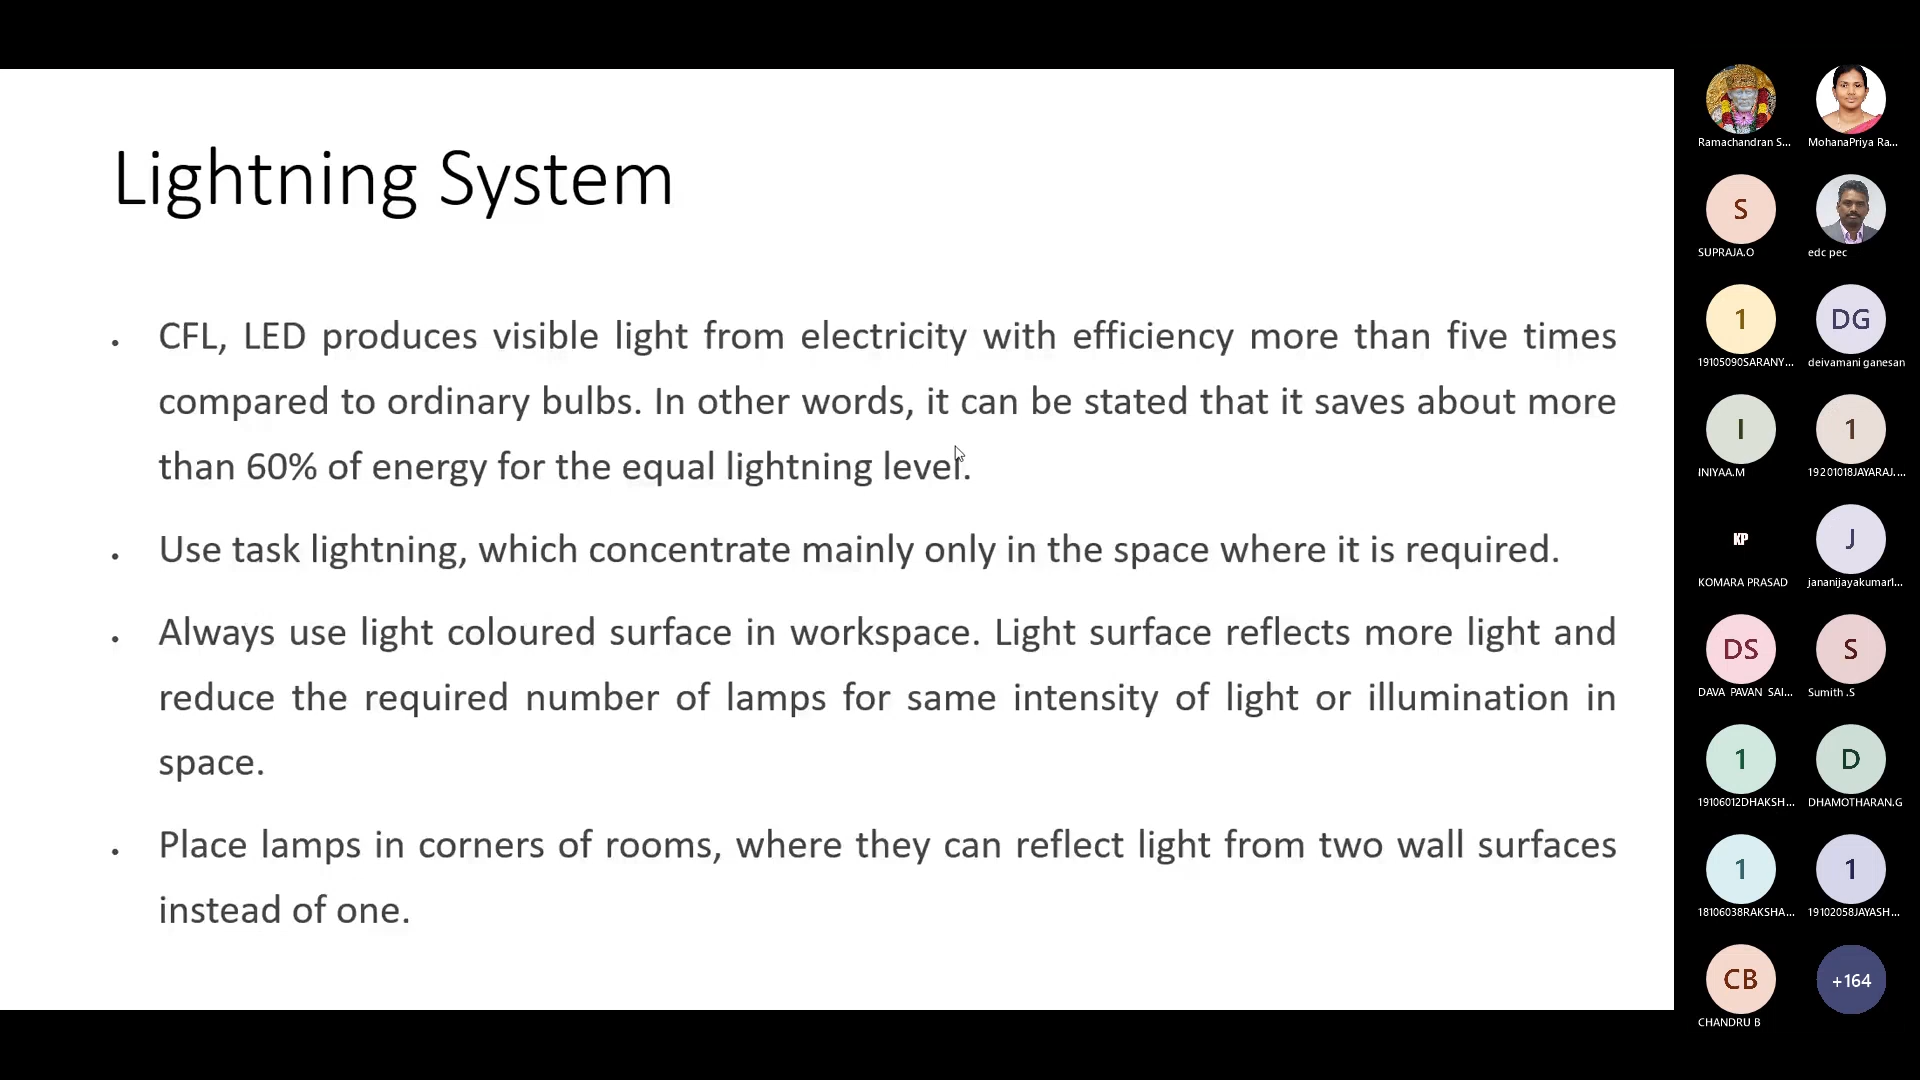 Lightning System
• CFL, LED produces visible light from electricity with efficiency more than five times
compared to ordinary bulbs. In other words, it can be stated that it saves about more
than 60% of energy for the equal lightning level.
• Use task lightning, which concentrate mainly only in the space where it is required.
• Always use light coloured surface in workspace. Light surface reflects more light and
reduce the required number of lamps for same intensity of light or illumination in
space.
• Place lamps in corners of rooms, where they can reflect light from two wall surfaces
instead of one.
Ramachandran S...
MohanaPriya Ra...
S
SUPRAJA.O
edc pec
1
19105090SARANY...
DG
deivamani ganesan
I
INIYAA.M
1
19201018JAYARAJ....
KP
KOMARA PRASAD
J
jananijayakumarl...
DS
DAVA PAVAN SAI...
S
Sumith .S
1
19106012DHAKSH...
D
DHAMOTHARAN.G
1
18106038RAKSHA...
1
19102058JAYASH...
CB
CHANDRU B
+164